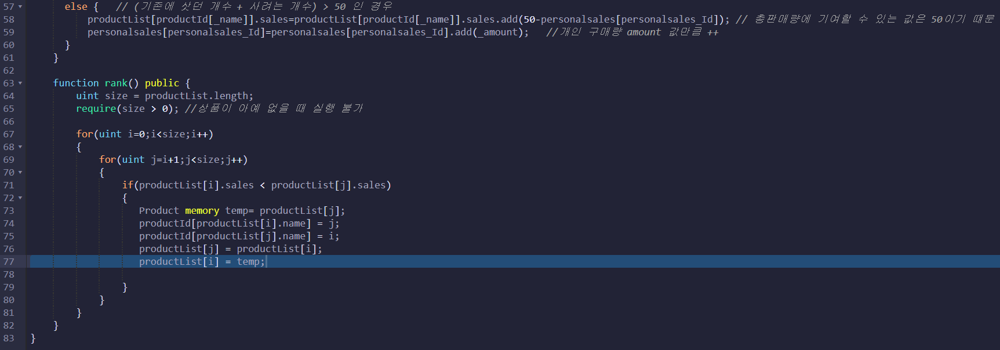 57 else { // (기존에 삿던 개수 + 사려는 개수) > 50 인 경우
58 productList[productId[_name]].sales=productList[productId[_name]].sales.add(50-personalsales[personalsales_Id]); // 총판매량에 기여할 수 있는 값은 50이기 떄문
59 personalsales[personalsales_Id]=personalsales[personalsales_Id].add(_amount); //개인 구매량 amount 값만큼 ++
60 }
61 }
62
63 function rank() public {
64 uint size = productList.length;
65 require(size > 0); //상품이 아예 없을 때 실행 불가
66
67 for(uint i=0;i<size;i++)
68 {
69 for(uint j=i+1;j<size;j++)
70 {
71 if(productList[i].sales < productList[j].sales)
72 {
73 Product memory temp= productList[j];
74 productId[productList[i].name] = j;
75 productId[productList[j].name] = i;
76 productList[j] = productList[i];
77 productList[i] = temp;
78
79 }
80 }
81 }
82 }
83 }